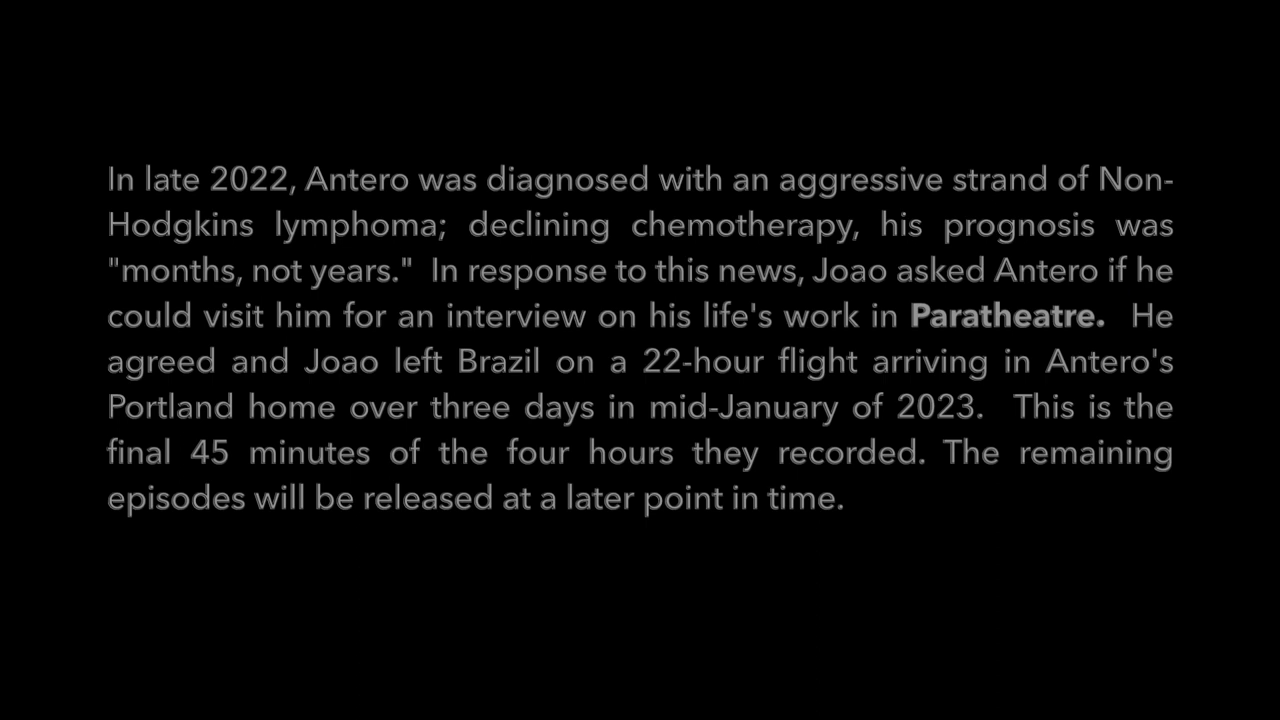 In late 2022, Antero was diagnosed with an aggressive strand of Non-
Hodgkins lymphoma; declining chemotherapy, his prognosis was
"months, not years."  In response to this news, Joao asked Antero if he
could visit him for an interview on his life's work in Paratheatre.  He
agreed and Joao left Brazil on a 22-hour flight arriving in Antero's
Portland home over three days in mid-January of 2023.  This is the
final 45 minutes of the four hours they recorded. The remaining
episodes will be released at a later point in time.